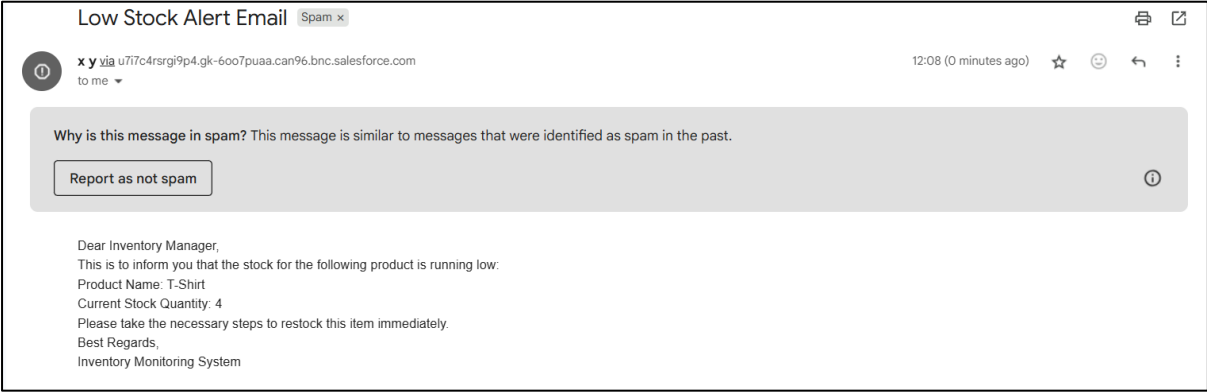 Low Stock Alert Email Spam ×
x y via u7i7c4rsrgi9p4.gk-6oo7puaa.can96.bnc.salesforce.com 12:08 (0 minutes ago)
to me
Why is this message in spam? This message is similar to messages that were identified as spam in the past.
Report as not spam
Dear Inventory Manager,
This is to inform you that the stock for the following product is running low:
Product Name: T-Shirt
Current Stock Quantity: 4
Please take the necessary steps to restock this item immediately.
Best Regards,
Inventory Monitoring System